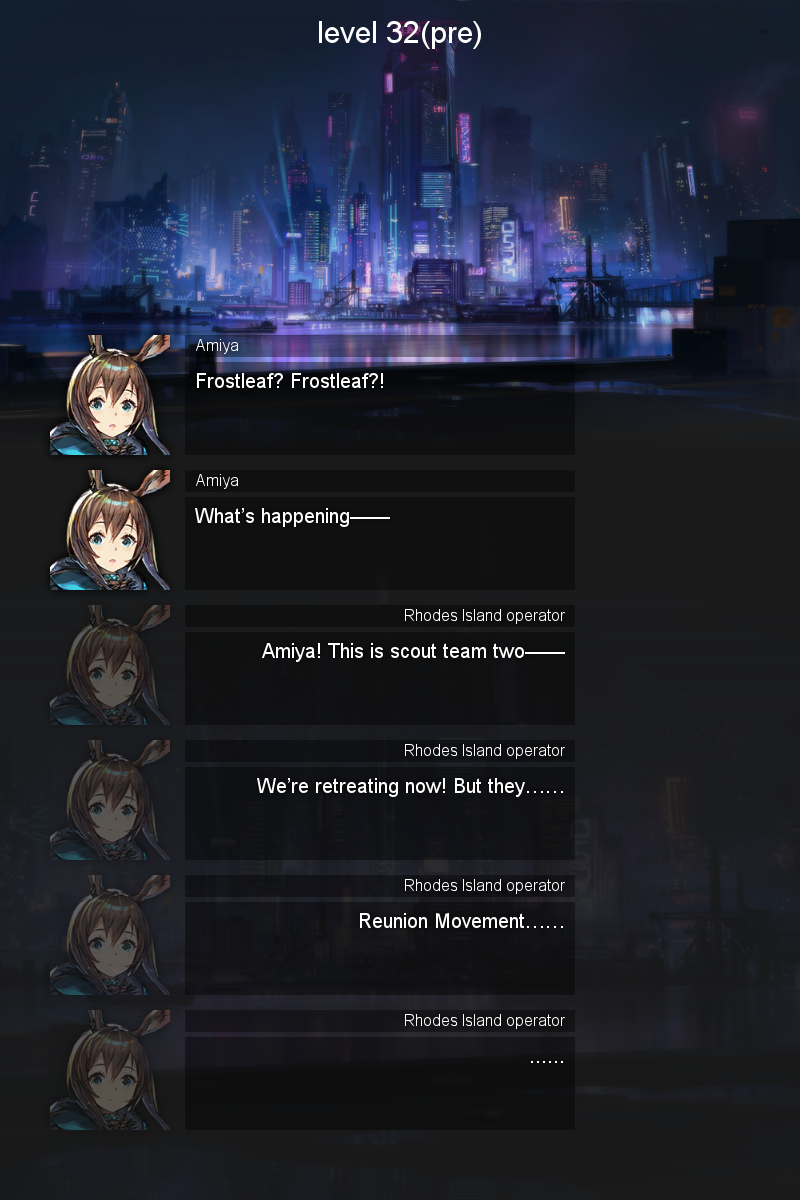 level 32(pre)
Amiya
Frostleaf? Frostleaf?!
Amiya
What's happening——
Rhodes Island operator
Amiya! This is scout team two——
Rhodes Island operator
We're retreating now! But they……
Rhodes Island operator
Reunion Movement……
Rhodes Island operator
……